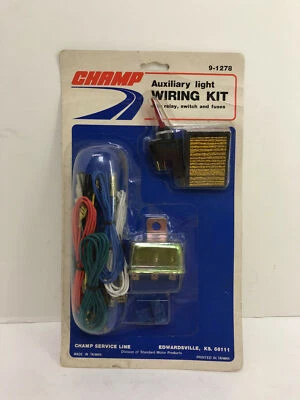 9-1278
CHAMP
Auxiliary light
WIRING KIT
relay, switch and fuses
CHAMP SERVICE LINE
EDWARDSVILLE, KS. 66111
Division of Standard Motor Products
MADE IN TAIWAN
PRINTED IN TAIWAN